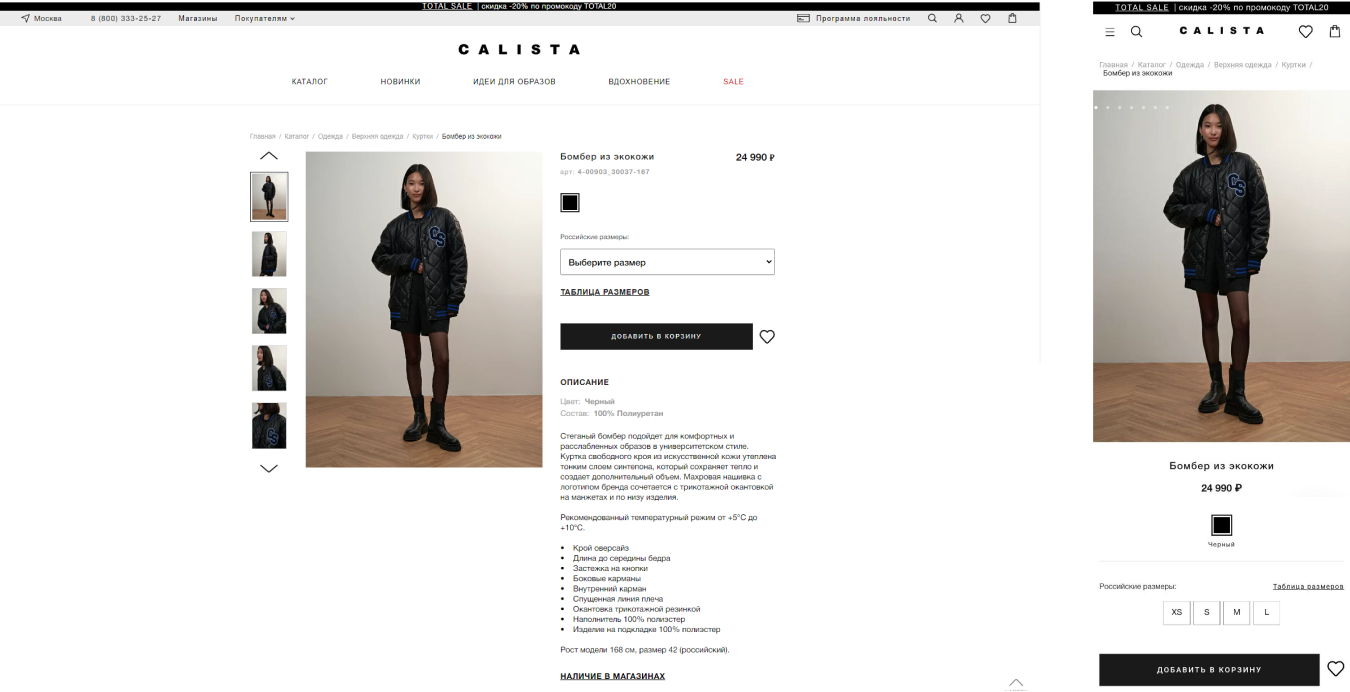 TOTAL SALE | скидка -20% по промокоду TOTAL20
Москва 8 (800) 333-25-27 Магазины Покупателям Программа лояльности
CALISTA
КАТАЛОГ НОВИНКИ ИДЕИ ДЛЯ ОБРАЗОВ ВДОХНОВЕНИЕ SALE
Главная / Каталог / Одежда / Верхняя одежда / Куртки / Бомбер из экокожи
Бомбер из экокожи 24 990 ₽
арт: 4-00903_30037-167
Российские размеры:
Выберите размер
ТАБЛИЦА РАЗМЕРОВ
ДОБАВИТЬ В КОРЗИНУ
ОПИСАНИЕ
Цвет: Черный
Состав: 100% Полиуретан
Стеганый бомбер подойдет для комфортных и
расслабленных образов в университетском стиле.
Куртка свободного кроя из искусственной кожи утеплена
тонким слоем синтепона, который сохраняет тепло и
создает дополнительный объем. Махровая нашивка с
логотипом бренда сочетается с трикотажной окантовкой
на манжетах и по низу изделия.
Рекомендованный температурный режим от +5°C до
+10°C.
• Крой оверсайз
• Длина до середины бедра
• Застежка на кнопки
• Боковые карманы
• Внутренний карман
• Спущенная линия плеча
• Окантовка трикотажной резинкой
• Наполнитель 100% полиэстер
• Изделие на подкладке 100% полиэстер
Рост модели 168 см, размер 42 (российский).
НАЛИЧИЕ В МАГАЗИНАХ
TOTAL SALE | скидка -20% по промокоду TOTAL20
CALISTA
Главная / Каталог / Одежда / Верхняя одежда / Куртки /
Бомбер из экокожи
CS
Бомбер из экокожи
24 990 ₽
Черный
Российские размеры: Таблица размеров
XS S M L
ДОБАВИТЬ В КОРЗИНУ